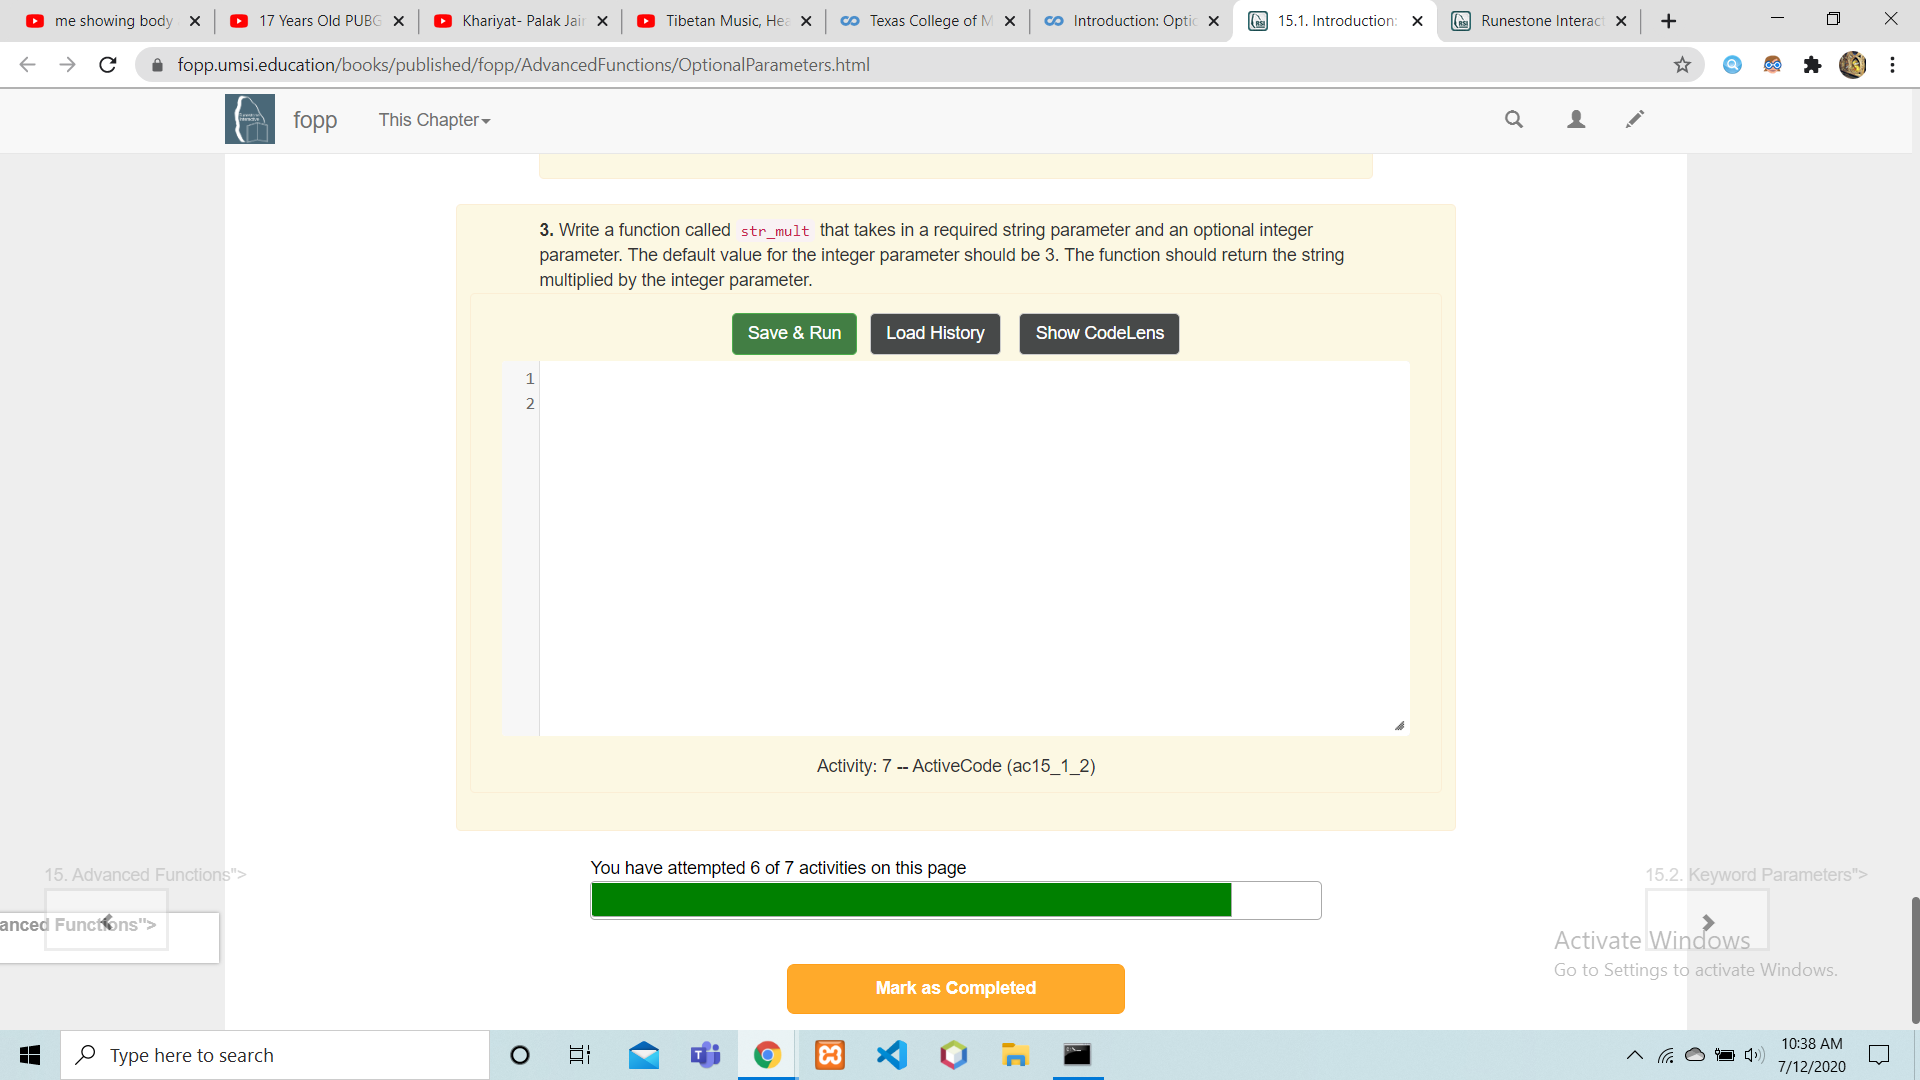 me showing body
17 Years Old PUBG
Khariyat- Palak Jain
Tibetan Music, Hea
Texas College of M
Introduction: Optio
15.1. Introduction:
Runestone Interact
fopp.umsi.education/books/published/fopp/AdvancedFunctions/OptionalParameters.html
fopp
This Chapter
3. Write a function called str_mult that takes in a required string parameter and an optional integer
parameter. The default value for the integer parameter should be 3. The function should return the string
multiplied by the integer parameter.
Save & Run
Load History
Show CodeLens
1
2
Activity: 7 -- ActiveCode (ac15_1_2)
You have attempted 6 of 7 activities on this page
15. Advanced Functions">
anced Functions">
15.2. Keyword Parameters">
Activate Windows
Go to Settings to activate Windows.
Mark as Completed
Type here to search
10:38 AM
7/12/2020